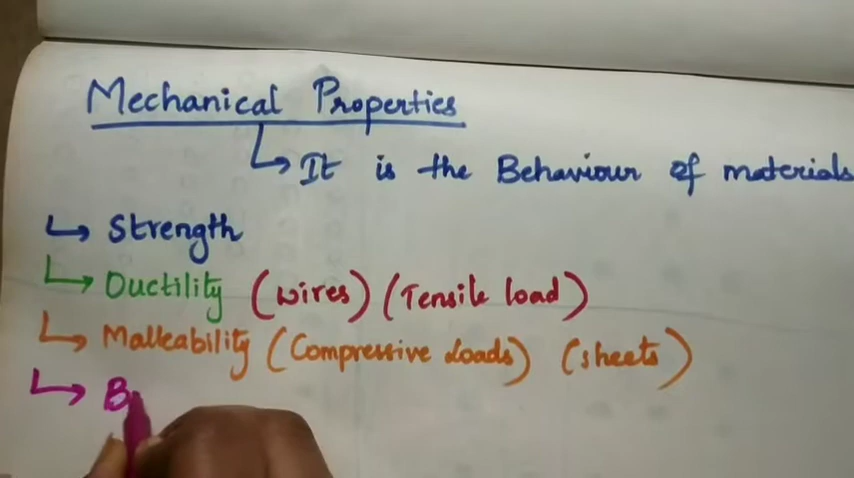 Mechanical Properties
It is the Behaviour of materials
Strength
Ductility (Wires) (Tensile load)
Malleability (Compressive Loads) (Sheets)
B